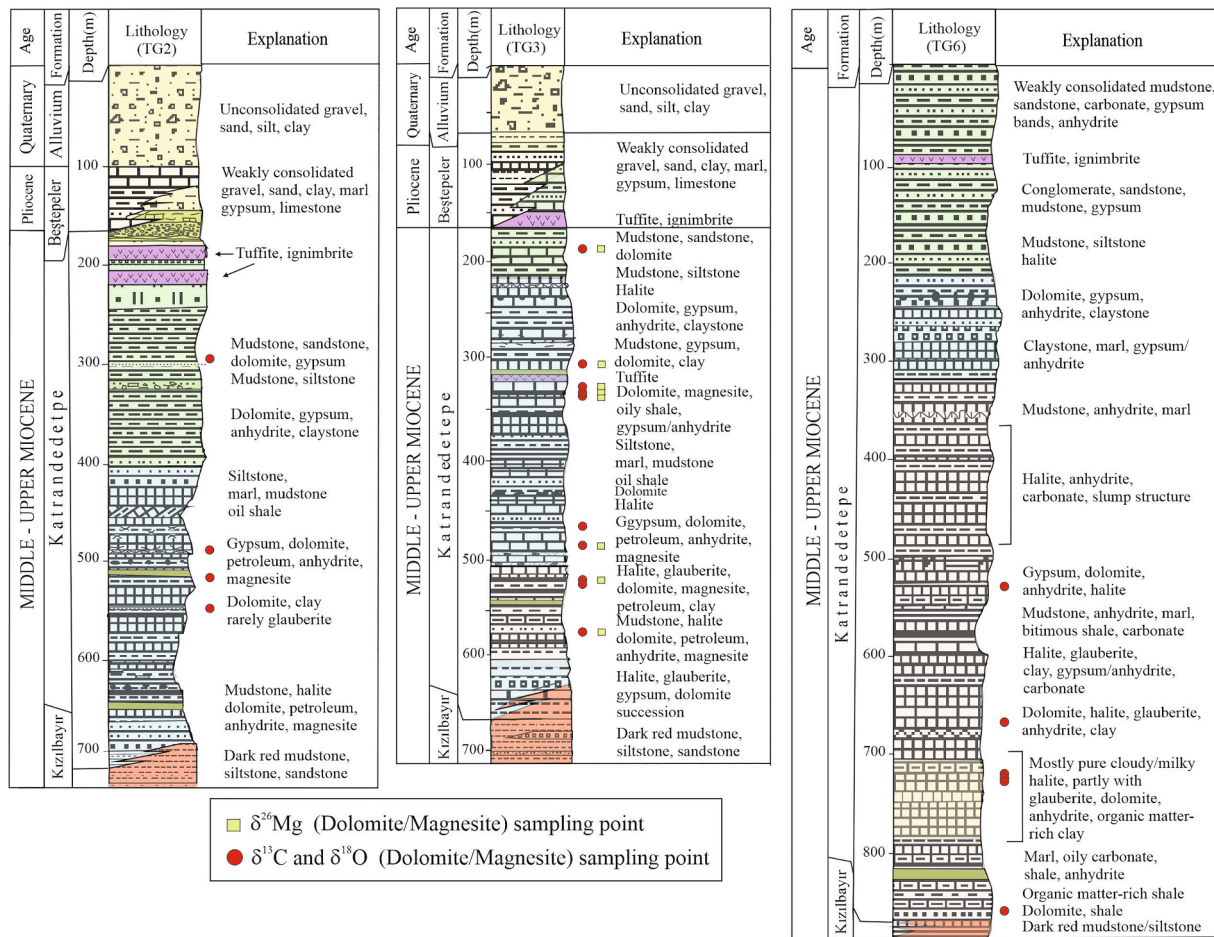 Age
Formation
Depth(m)
Lithology
(TG2)
Explanation
Quaternary
Alluvium
Pliocene
Beştepeler
MIDDLE - UPPER MIOCENE
Katrandedetpe
Kızılbayır
100
200
300
400
500
600
700
Unconsolidated gravel,
sand, silt, clay
Weakly consolidated
gravel, sand, clay, marl
gypsum, limestone
Tuffite, ignimbrite
Mudstone, sandstone,
dolomite, gypsum
Mudstone, siltstone
Dolomite, gypsum,
anhydrite, claystone
Siltstone,
marl, mudstone
oil shale
Gypsum, dolomite,
petroleum, anhydrite,
magnesite
Dolomite, clay
rarely glauberite
Mudstone, halite
dolomite, petroleum,
anhydrite, magnesite
Dark red mudstone,
siltstone, sandstone
Age
Formation
Depth(m)
Lithology
(TG3)
Explanation
Quaternary
Alluvium
Pliocene
Beştepeler
MIDDLE - UPPER MIOCENE
Katrandedetepe
Kızılbayır
100
200
300
400
500
600
700
Unconsolidated gravel,
sand, silt, clay
Weakly consolidated
gravel, sand, clay, marl,
gypsum, limestone
Tuffite, ignimbrite
Mudstone, sandstone,
dolomite
Mudstone, siltstone
Halite
Dolomite, gypsum,
anhydrite, claystone
Mudstone, gypsum,
dolomite, clay
Tuffite
Dolomite, magnesite,
oily shale,
gypsum/anhydrite
Siltstone,
marl, mudstone
oil shale
Dolomite
Halite
Ggypsum, dolomite,
petroleum, anhydrite,
magnesite
Halite, glauberite,
dolomite, magnesite,
petroleum, clay
Mudstone, halite
dolomite, petroleum,
anhydrite, magnesite
Halite, glauberite,
gypsum, dolomite
succession
Dark red mudstone,
siltstone, sandstone
Age
Formation
Depth(m)
Lithology
(TG6)
Explanation
MIDDLE - UPPER MIOCENE
Katrandedetepe
Kızılbayır
100
200
300
400
500
600
700
800
Weakly consolidated mudstone,
sandstone, carbonate, gypsum
bands, anhydrite
Tuffite, ignimbrite
Conglomerate, sandstone,
mudstone, gypsum
Mudstone, siltstone
halite
Dolomite, gypsum,
anhydrite, claystone
Claystone, marl, gypsum/
anhydrite
Mudstone, anhydrite, marl
Halite, anhydrite,
carbonate, slump structure
Gypsum, dolomite,
anhydrite, halite
Mudstone, anhydrite, marl,
bitimous shale, carbonate
Halite, glauberite,
clay, gypsum/anhydrite,
carbonate
Dolomite, halite, glauberite,
anhydrite, clay
Mostly pure cloudy/milky
halite, partly with
glauberite, dolomite,
anhydrite, organic matter-
rich clay
Marl, oily carbonate,
shale, anhydrite
Organic matter-rich shale
Dolomite, shale
Dark red mudstone/siltstone
δ²⁶Mg (Dolomite/Magnesite) sampling point
δ¹³C and δ¹⁸O (Dolomite/Magnesite) sampling point